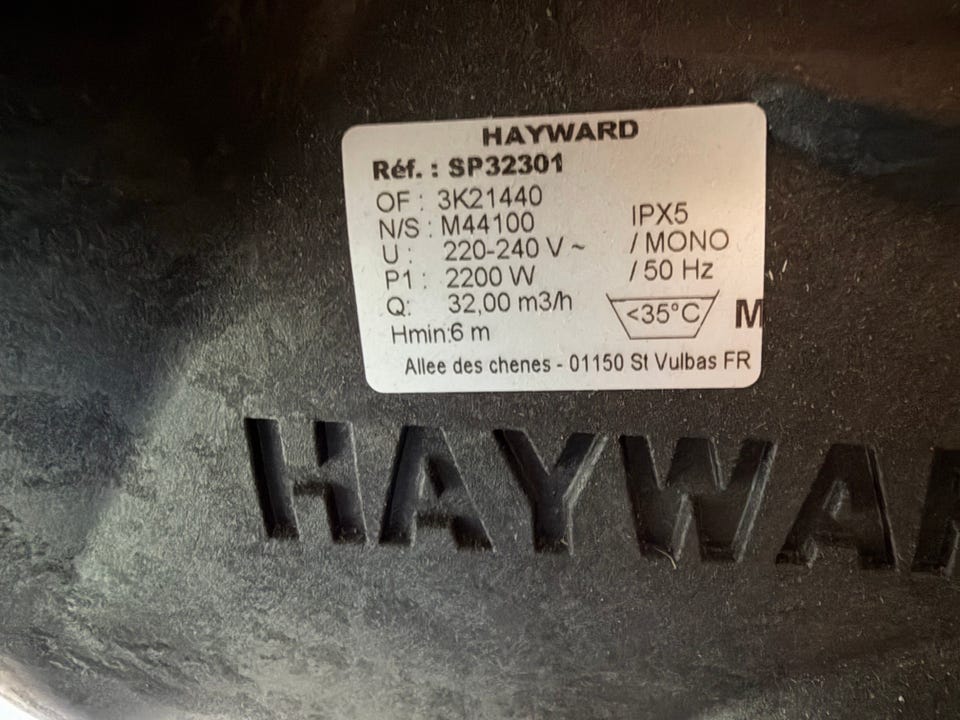 HAYWARD
Réf. : SP32301
OF : 3K21440
N/S : M44100
U : 220-240 V ~
P1 : 2200 W
Q: 32,00 m3/h
Hmin:6 m
IPX5
/ MONO
/ 50 Hz
<35°C
M
Allee des chenes - 01150 St Vulbas FR
HAYWAR